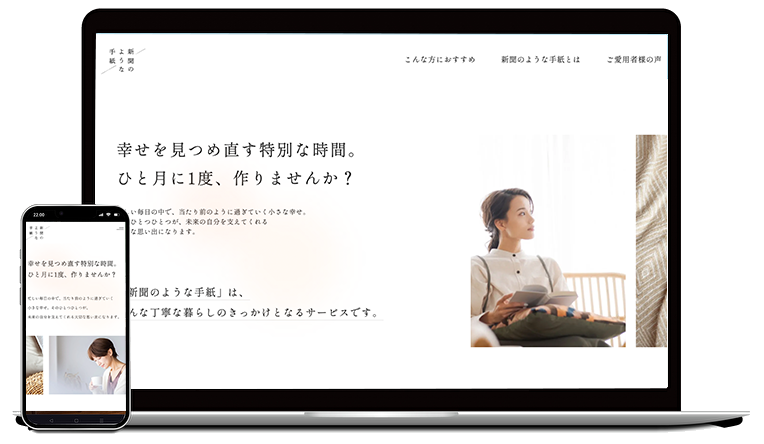 新聞の
ような
手紙
こんな方におすすめ
新聞のような手紙とは
ご愛用者様の声
幸せを見つめ直す特別な時間。
ひと月に1度、作りませんか？
い毎日の中で、当たり前のように過ぎていく小さな幸せ。
ひとつひとつが、未来の自分を支えてくれる
な思い出になります。
新聞のような手紙」は、
んな丁寧な暮らしのきっかけとなるサービスです。
22:00
新聞の
ような
手紙
幸せを見つめ直す特別な時間。
ひと月に1度、作りませんか？
忙しい毎日の中で、当たり前のように過ぎていく
小さな幸せ。そのひとつひとつが、
未来の自分を支えてくれる大切な思い出になります。